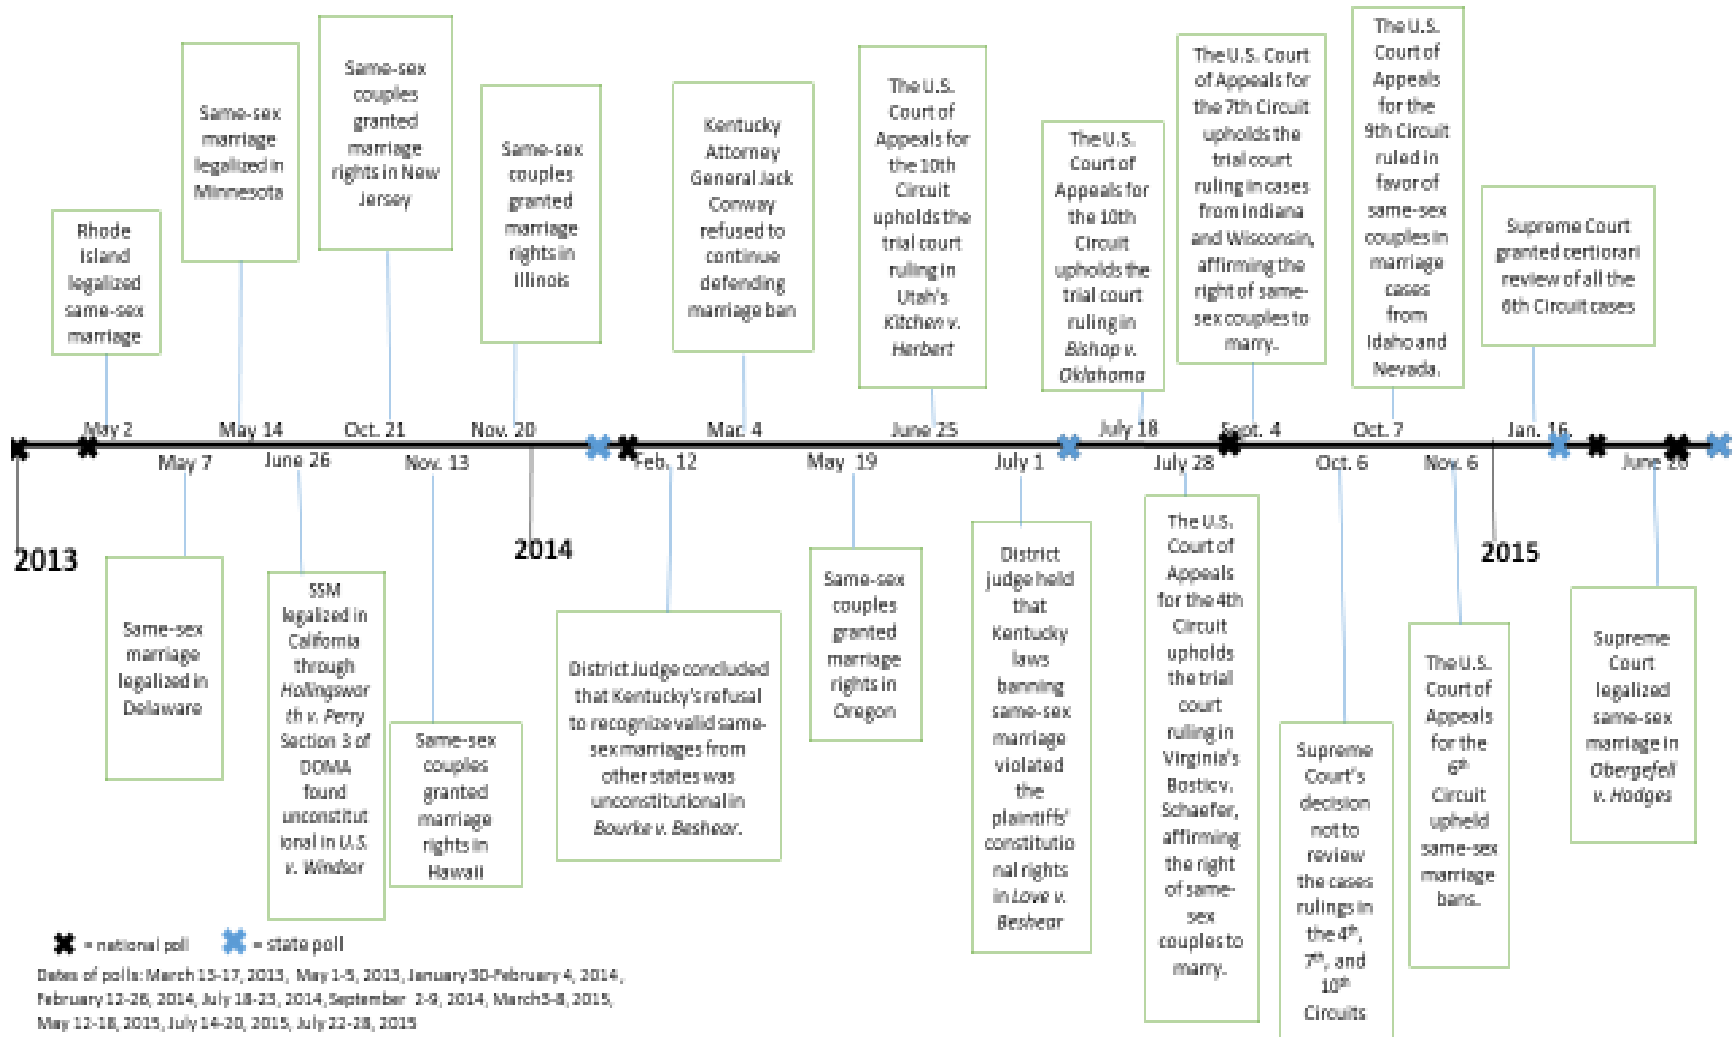 Rhode
Island
legalized
same-sex
marriage
Same-sex
marriage
legalized in
Minnesota
Same-sex
couples
granted
marriage
rights in New
Jersey
Same-sex
couples
granted
marriage
rights in
Illinois
Kentucky
Attorney
General Jack
Conway
refused to
continue
defending
marriage ban
The U.S.
Court of
Appeals for
the 10th
Circuit
upholds the
trial court
ruling in
Utah's
Kitchen v.
Herbert
The U.S.
Court of
Appeals for
the 10th
Circuit
upholds the
trial court
ruling in
Bishop v.
Oklahoma
The U.S. Court
of Appeals for
the 7th Circuit
upholds the
trial court
ruling in cases
from Indiana
and Wisconsin,
affirming the
right of same-
sex couples to
marry.
The U.S.
Court of
Appeals
for the
9th Circuit
ruled in
favor of
same-sex
couples in
marriage
cases
from
Idaho and
Nevada.
Supreme Court
granted certiorari
review of all the
6th Circuit cases
May 2
May 14
Oct. 21
Nov. 20
Mar. 4
June 25
July 18
Sept. 4
Oct. 7
Jan. 16
May 7
June 26
Nov. 13
Feb. 12
May 19
July 1
July 28
Oct. 6
Nov. 6
June 26
2013
2014
2015
Same-sex
marriage
legalized in
Delaware
SSM
legalized in
California
through
Hollingswor
th v. Perry
Section 3 of
DOMA
found
unconstitut
ional in U.S.
v. Windsor
Same-sex
couples
granted
marriage
rights in
Hawaii
District Judge concluded
that Kentucky's refusal
to recognize valid same-
sex marriages from
other states was
unconstitutional in
Bourke v. Beshear.
Same-sex
couples
granted
marriage
rights in
Oregon
District
judge held
that
Kentucky
laws
banning
same-sex
marriage
violated
the
plaintiffs'
constitutio
nal rights
in Love v.
Beshear
The U.S.
Court of
Appeals
for the 4th
Circuit
upholds
the trial
court
ruling in
Virginia's
Bostic v.
Schaefer,
affirming
the right
of same-
sex
couples to
marry.
Supreme
Court's
decision
not to
review
the cases
rulings in
the 4th,
7th, and
10th
Circuits
The U.S.
Court of
Appeals
for the
6th
Circuit
upheld
same-sex
marriage
bans.
Supreme
Court
legalized
same-sex
marriage in
Obergefell
v. Hodges
= national poll = state poll
Dates of polls: March 13-17, 2013, May 1-5, 2013, January 30-February 4, 2014,
February 12-26, 2014, July 18-23, 2014, September 2-9, 2014, March3-8, 2015,
May 12-18, 2015, July 14-20, 2015, July 22-28, 2015